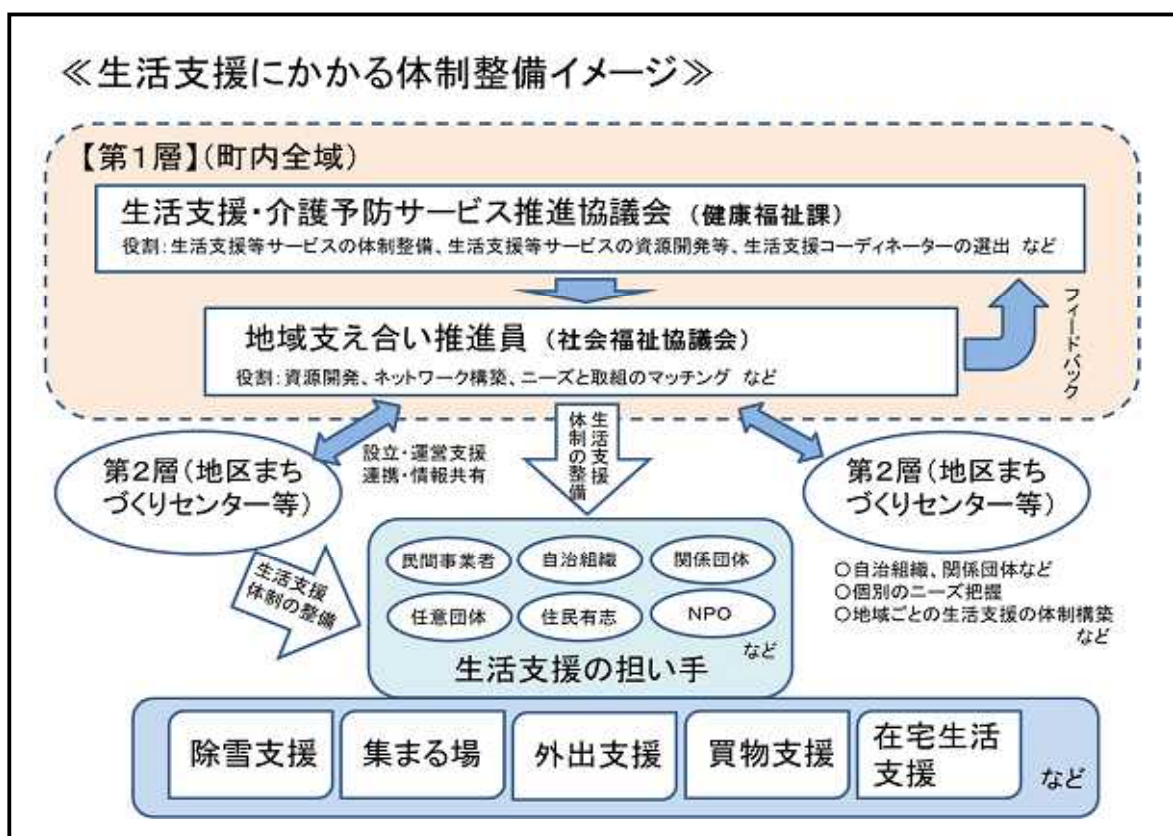 ≪生活支援にかかる体制整備イメージ≫
【第1層】(町内全域)
生活支援・介護予防サービス推進協議会 (健康福祉課)
役割:生活支援等サービスの体制整備、生活支援等サービスの資源開発等、生活支援コーディネーターの選出 など
地域支え合い推進員 (社会福祉協議会)
役割:資源開発、ネットワーク構築、ニーズと取組のマッチング など
フィードバック
第2層(地区まち
づくりセンター等)
設立・運営支援
連携・情報共有
生活支援
体制の整備
第2層(地区まち
づくりセンター等)
生活支援
体制の整備
民間事業者
自治組織
関係団体
任意団体
住民有志
NPO
など
生活支援の担い手
○自治組織、関係団体など
○個別のニーズ把握
○地域ごとの生活支援の体制構築
など
除雪支援
集まる場
外出支援
買物支援
在宅生活
支援
など